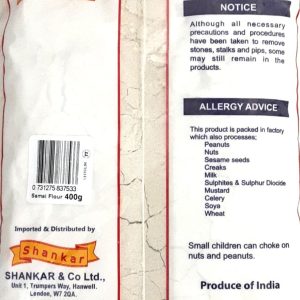 Shankar
0 731275 837533
Samai Flour 400g
Imported & Distributed by
Shankar
SHANKAR & Co Ltd.,
Unit 1, Trumpers Way, Hanwell.
London, W7 2QA.
NOTICE
Although all necessary
precautions and procedures
have been taken to remove
stones, stalks and pips, some
may still remain in the
products.
ALLERGY ADVICE
This product is packed in factory
which also processes;
Peanuts
Nuts
Sesame seeds
Creaks
Milk
Sulphites & Sulphur Dioxide
Mustard
Celery
Soya
Wheat
Small children can choke on
nuts and peanuts.
Produce of India